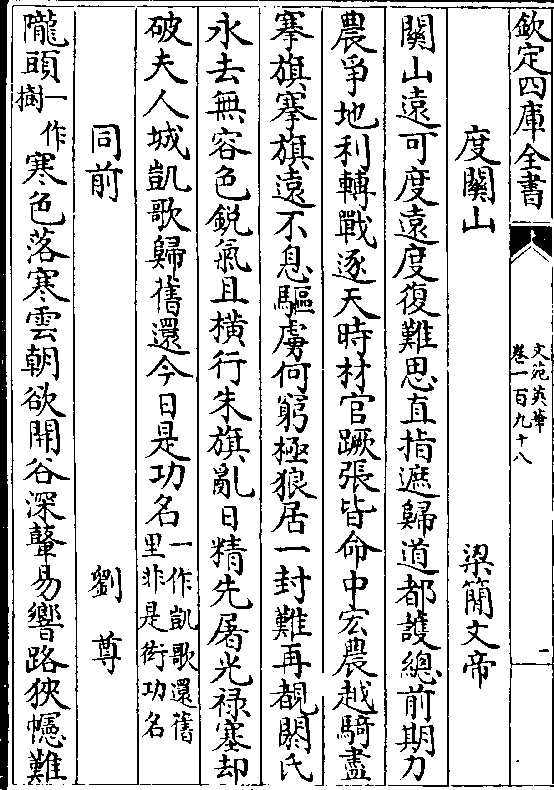 欽定四庫全書
文苑英華
卷一百九十八
一
度關山 梁簡文帝
關山遠可度遠度復難思直指遮歸道都護總前期力
農爭地利轉戰逐天時材官蹶張皆命中宏農越騎盡
搴旗搴旗遠不息驅虜何窮極狼居一封難再覩閼氏
永去無容色銳氣且橫行朱旗亂日精先屠光禄塞却
破夫人城凱歌歸舊還今日是功名一作凱歌還舊
里非是衒功名
同前 劉尊
隴頭一作
樹寒色落寒雲朝欲開谷深鼙易響路狹幰難